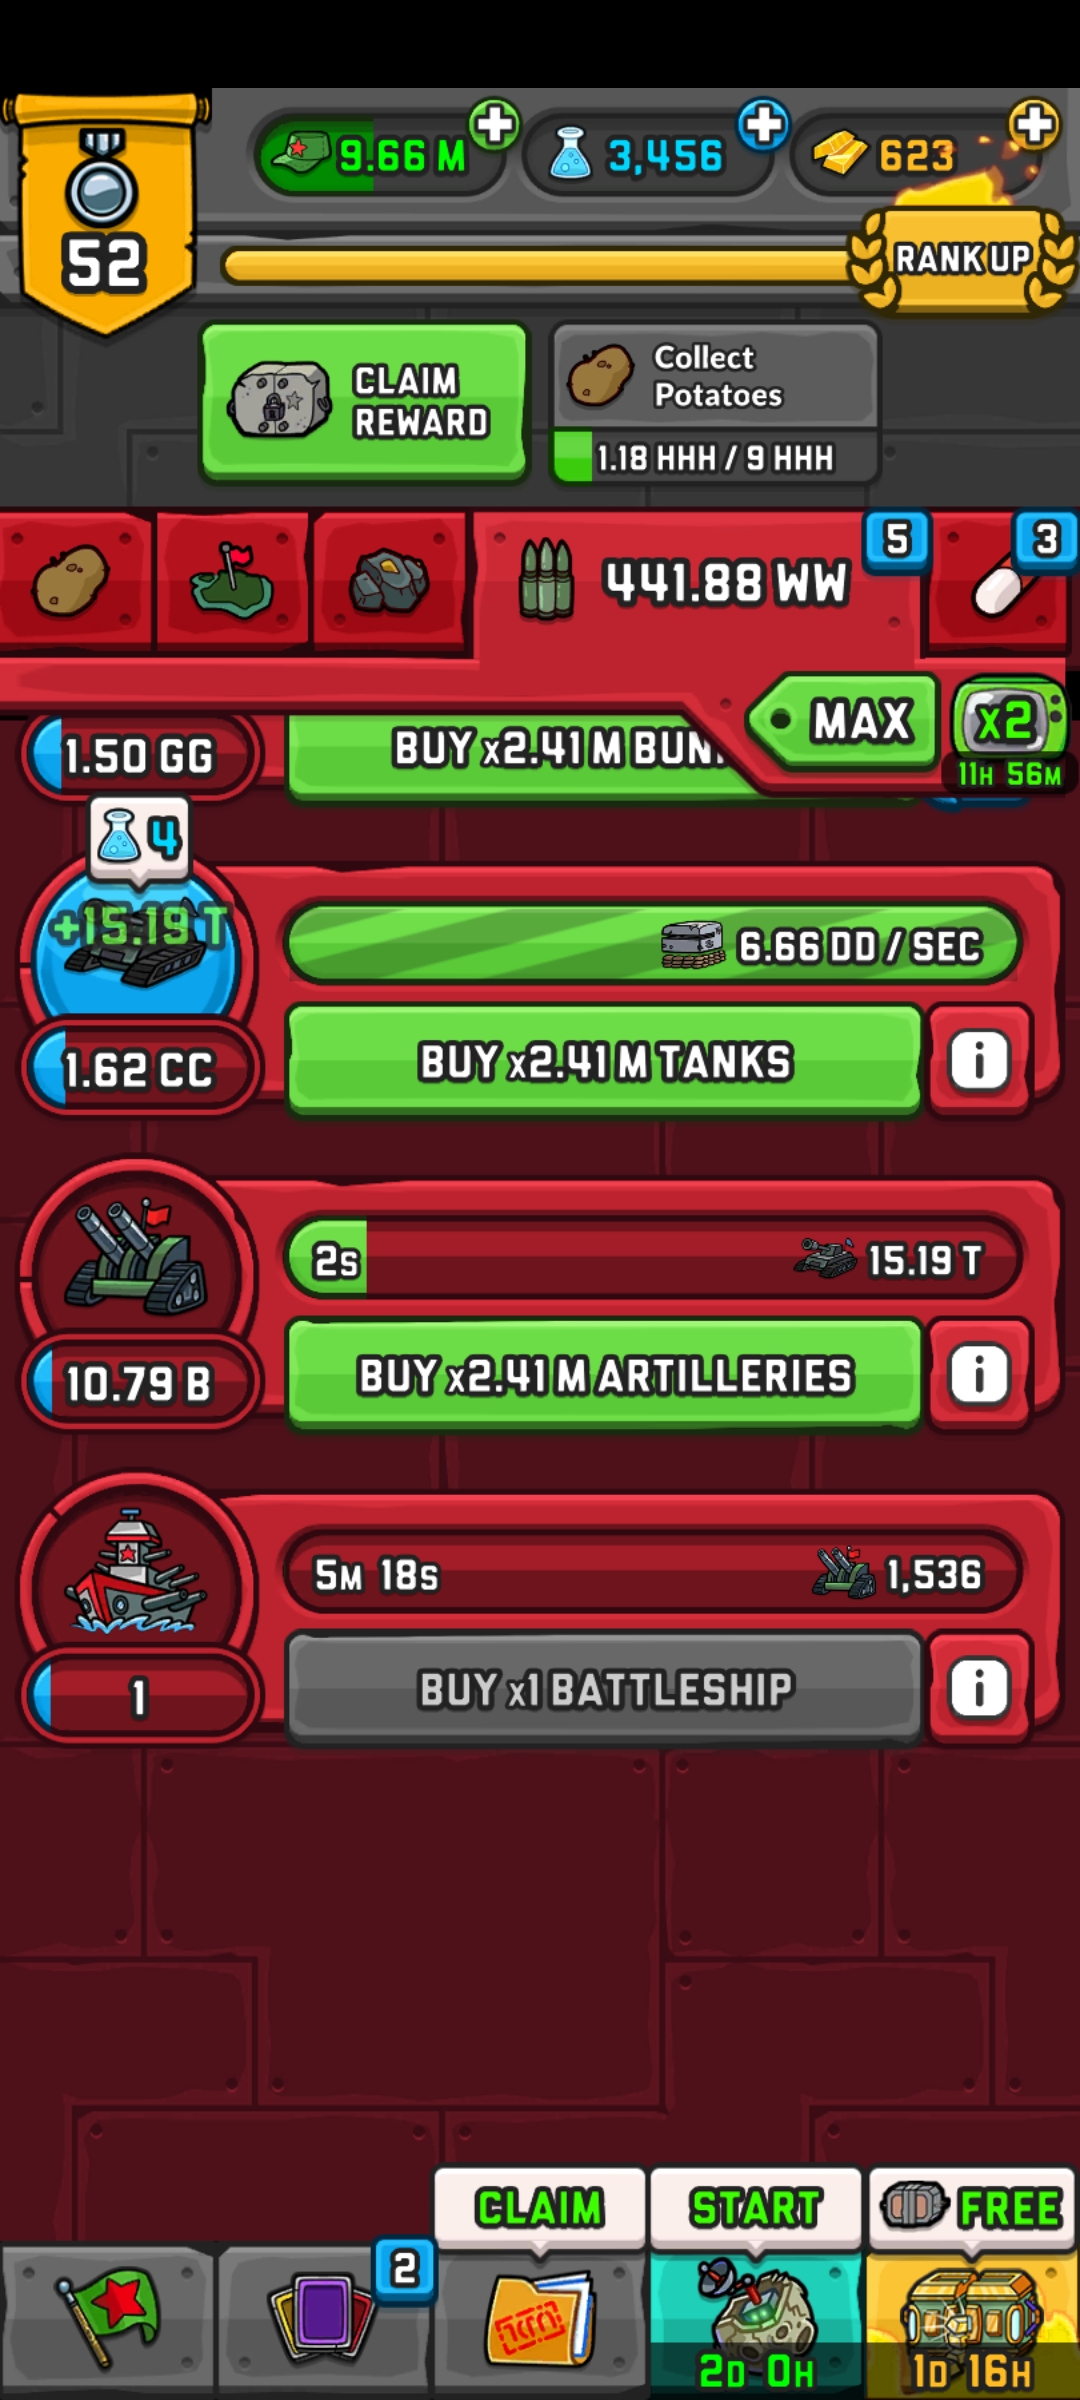 9.66 M
3,456
623
52
RANK UP
CLAIM
REWARD
Collect
Potatoes
1.18 HHH / 9 HHH
5
3
441.88 WW
MAX
x2
11H 56M
1.50 GG
BUY x2.41 M BUN
4
+15.19 T
6.66 DD / SEC
1.62 CC
BUY x2.41 M TANKS
i
2s
15.19 T
10.79 B
BUY x2.41 M ARTILLERIES
i
5M 18s
1,536
1
BUY x1 BATTLESHIP
i
CLAIM
START
FREE
2
2D 0H
1D 16H